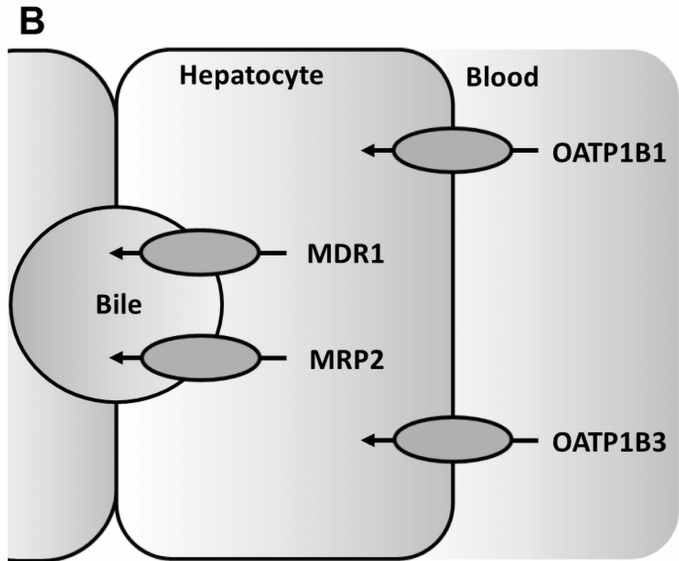 B
Hepatocyte
Blood
OATP1B1
MDR1
Bile
MRP2
OATP1B3